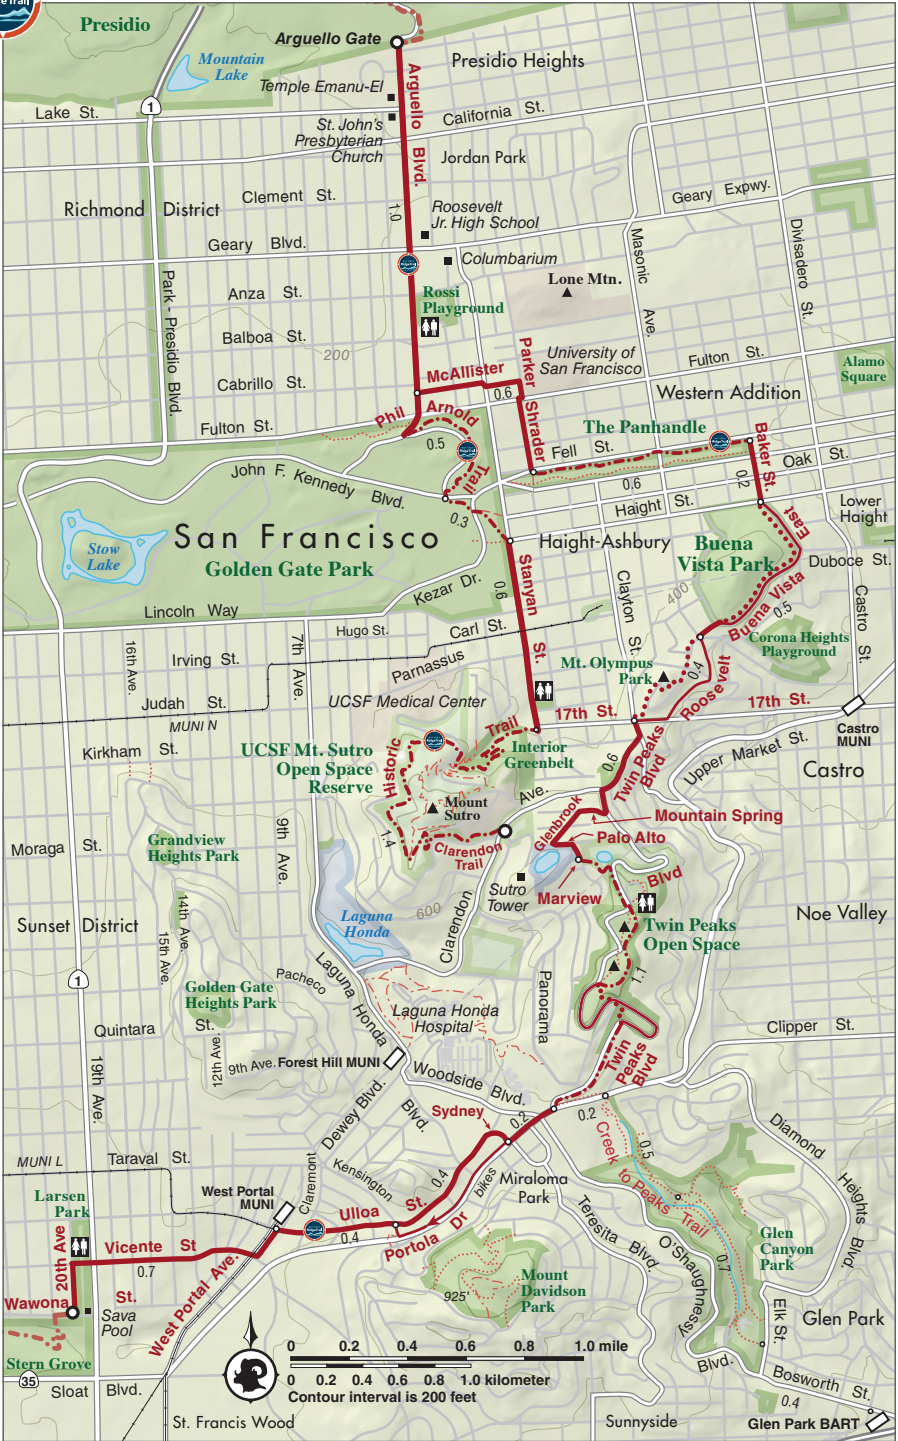 Trail
Presidio
Arguello Gate
Mountain
Lake
Presidio Heights
Temple Emanu-El
Arguello Blvd.
Lake St.
1
California St.
St. John's
Presbyterian
Church
Jordan Park
Clement St.
Geary Expwy.
Richmond District
1.0
Roosevelt
Jr. High School
Geary Blvd.
Columbarium
Masonic Ave.
Divisadero St.
Park - Presidio Blvd.
Anza St.
Rossi
Playground
Lone Mtn.
Balboa St.
200
University of
San Francisco
Fulton St.
Alamo
Square
McAllister
Parker
Cabrillo St.
0.6
Western Addition
Phil Arnold Trail
Shrader
Fulton St.
0.5
The Panhandle
Fell St.
Baker St.
Oak St.
John F. Kennedy Blvd.
0.6
0.2
0.3
Haight St.
Lower
Haight
East
San Francisco
Stow
Lake
Golden Gate Park
Haight-Ashbury
Buena
Vista Park
Duboce St.
Stanyan St.
0.6
Kezar Dr.
Clayton St.
400
Buena Vista
0.5
Castro St.
Lincoln Way
Hugo St.
Carl St.
Corona Heights
Playground
16th Ave.
7th Ave.
Irving St.
Parnassus
Mt. Olympus
Park
0.4
Roosevelt
Judah St.
UCSF Medical Center
17th St.
17th St.
MUNI N
Castro
MUNI
Kirkham St.
UCSF Mt. Sutro
Open Space
Reserve
Historic Trail
Interior
Greenbelt
0.6
Twin Peaks
Blvd
Upper Market St.
Castro
Mount
Sutro
Ave.
Mountain Spring
Glenbrook
Palo Alto
Moraga St.
Grandview
Heights Park
9th Ave.
1.4
Clarendon
Trail
Blvd
Sutro
Tower
Marview
14th Ave.
600
Laguna
Honda
Clarendon
Twin Peaks
Open Space
Noe Valley
Sunset District
15th Ave.
1
Pacheco
Laguna Honda Blvd.
Panorama
1.1
Golden Gate
Heights Park
Laguna Honda
Hospital
Quintara St.
Clipper St.
12th Ave.
9th Ave.
Forest Hill MUNI
Twin
Peaks
Blvd
19th Ave.
Woodside Blvd.
Dewey Blvd.
Sydney
0.2
0.2
Creek to Peaks Trail
0.5
Diamond Heights Blvd.
MUNI L
Taraval St.
Kensington
Claremont
0.4
bikes
Miraloma
Park
Teresita Blvd.
Larsen
Park
West Portal
MUNI
Ulloa St.
0.4
Portola Dr
O'Shaughnessy Blvd.
0.7
Glen
Canyon
Park
20th Ave
Vicente St
0.7
West Portal Ave.
Mount
Davidson
Park
925'
Elk St.
Glen Park
Wawona St.
Sava
Pool
Stern Grove
35
Sloat Blvd.
0 0.2 0.4 0.6 0.8 1.0 mile
0 0.2 0.4 0.6 0.8 1.0 kilometer
Contour interval is 200 feet
Bosworth St.
0.4
St. Francis Wood
Sunnyside
Glen Park BART